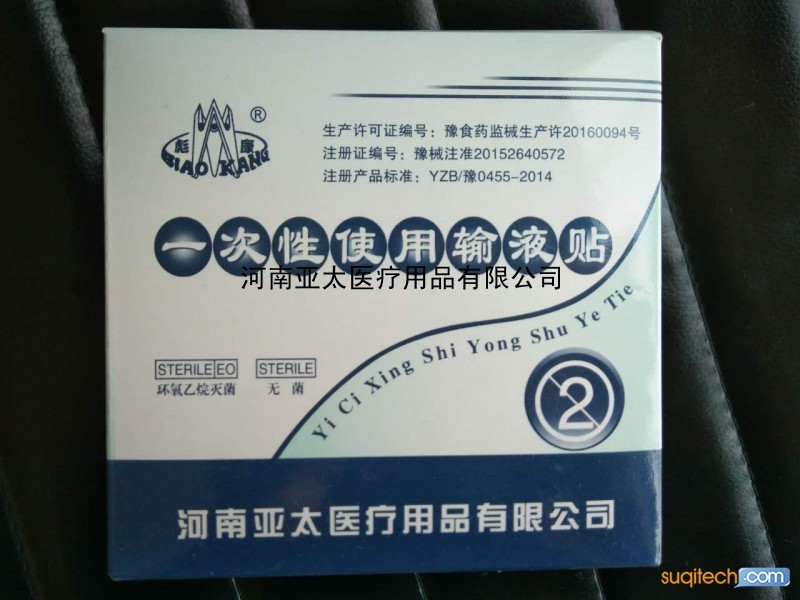 ®
彪 康
BIAO KANG
生产许可证编号：豫食药监械生产许20160094号
注册证编号：豫械注准20152640572
注册产品标准：YZB/豫0455-2014
一次性使用输液贴
河南亚太医疗用品有限公司
Yi Ci Xing Shi Yong Shu Ye Tie
STERILE EO
环氧乙烷灭菌
STERILE
无 菌
2
河南亚太医疗用品有限公司
suqitech.com